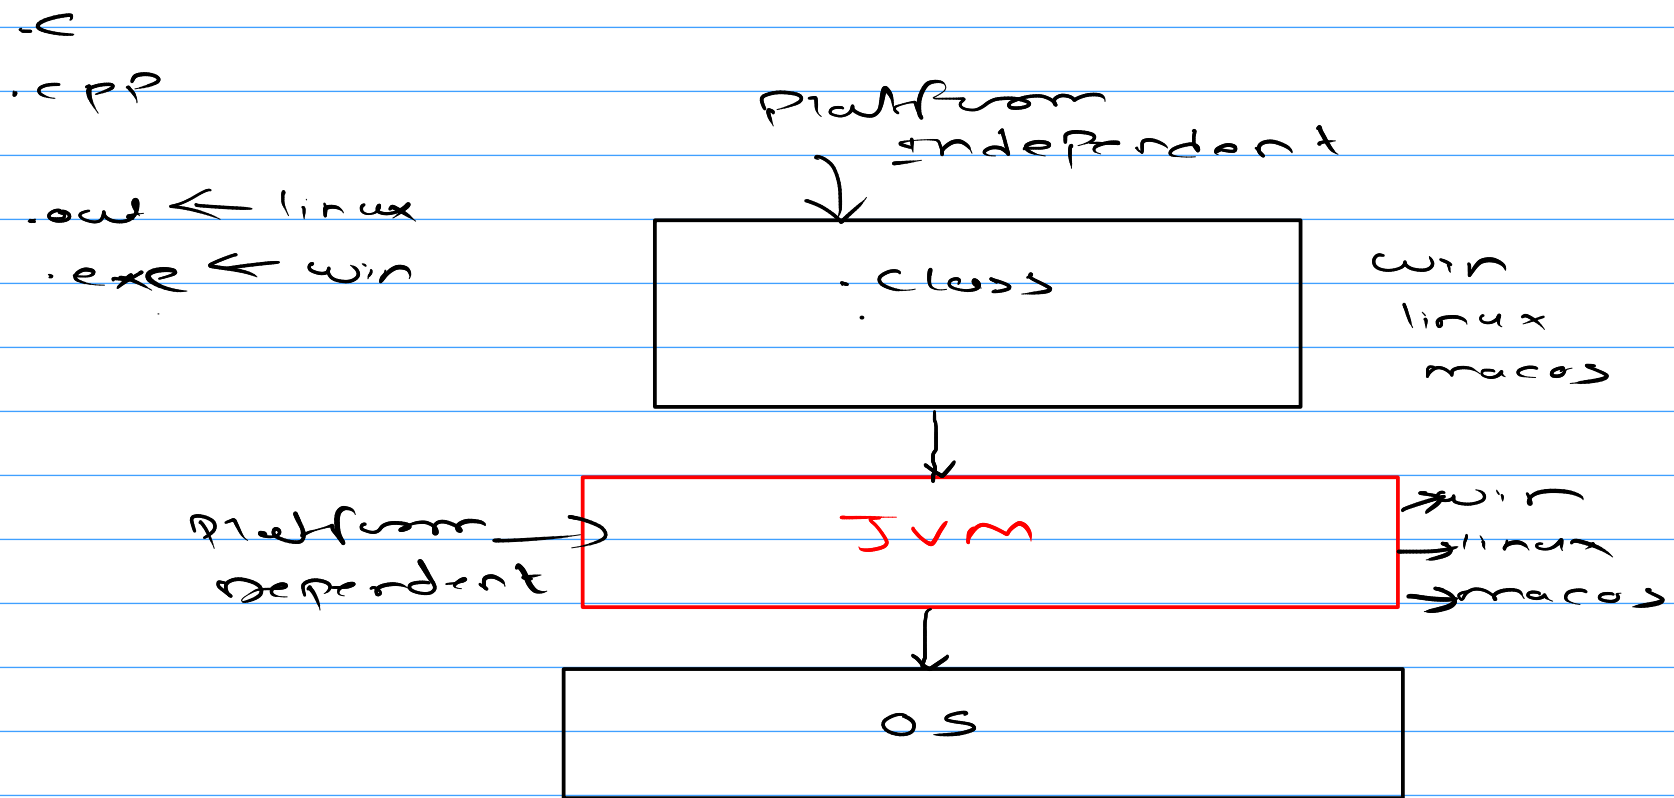 .c
.cpp
Platform
independent
.out ← linux
.exe ← win
.class
win
linux
macos
Platform
Dependent
JVM
win
linux
macos
OS